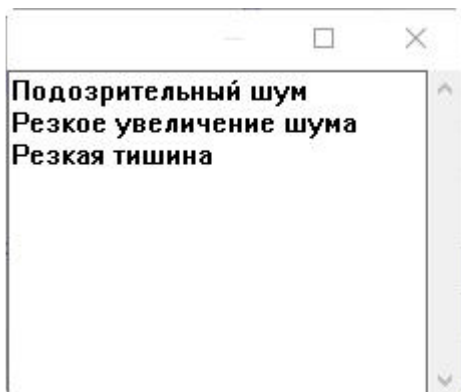 Подозрительный шум
Резкое увеличение шума
Резкая тишина